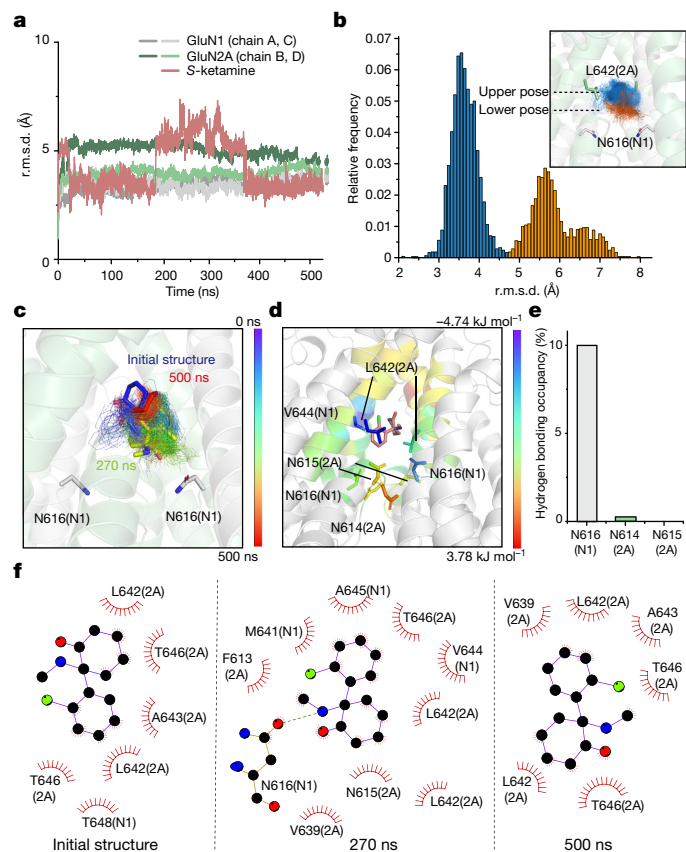 a
r.m.s.d. (Å)
10
5
0
GluN1 (chain A, C)
GluN2A (chain B, D)
S-ketamine
0 100 200 300 400 500
Time (ns)
b
Relative frequency
0.07
0.06
0.05
0.04
0.03
0.02
0.01
0
2 3 4 5 6 7 8
r.m.s.d. (Å)
L642(2A)
Upper pose
Lower pose
N616(N1)
c
0 ns
Initial structure
500 ns
270 ns
N616(N1)
N616(N1)
500 ns
d
−4.74 kJ mol−1
L642(2A)
V644(N1)
N615(2A)
N616(N1)
N616(N1)
N614(2A)
3.78 kJ mol−1
e
Hydrogen bonding occupancy (%)
10
5
0
N616
(N1)
N614
(2A)
N615
(2A)
f
L642(2A)
T646(2A)
A643(2A)
L642(2A)
T646
(2A)
T648(N1)
Initial structure
A645(N1)
T646(2A)
M641(N1)
V644
(N1)
F613
(2A)
L642(2A)
N616(N1)
N615(2A)
L642(2A)
V639(2A)
270 ns
V639
(2A)
L642(2A)
A643
(2A)
T646
(2A)
L642
(2A)
T646(2A)
500 ns